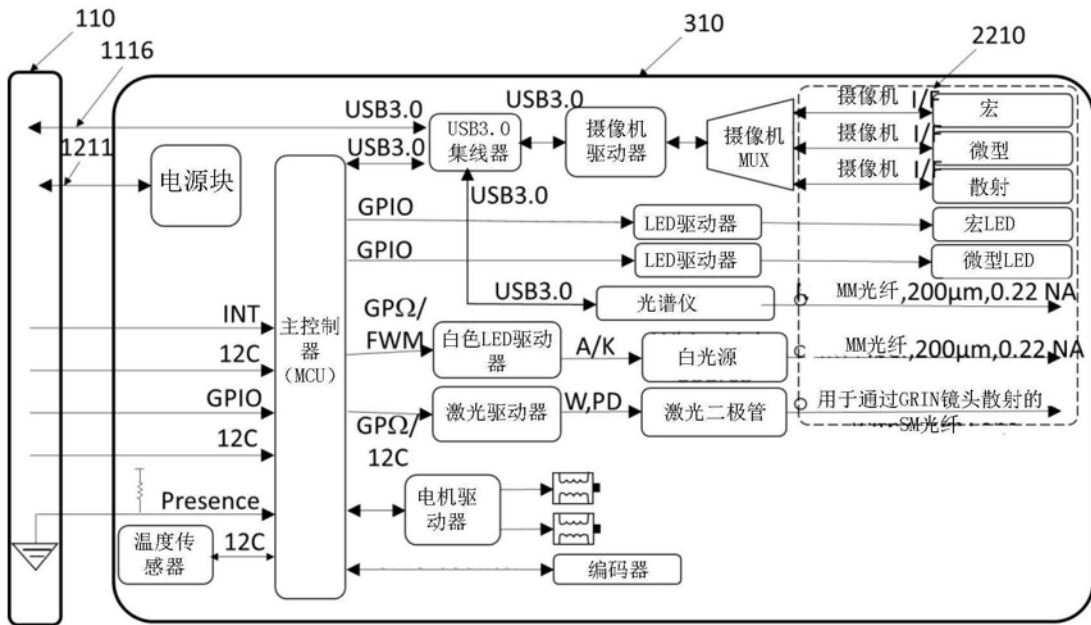 110
1116
310
2210
USB3.0
USB3.0
摄像机 I/F
宏
1211
USB3.0
USB3.0
集线器
摄像机
驱动器
摄像机
MUX
摄像机 I/F
微型
电源块
摄像机 I/F
散射
USB3.0
GPIO
LED驱动器
宏LED
GPIO
LED驱动器
微型LED
USB3.0
光谱仪
MM光纤,200μm,0.22 NA
INT
主控制
器
(MCU)
GPΩ/
FWM
白色LED驱动
器
A/K
白光源
MM光纤,200μm,0.22 NA
12C
GPIO
激光驱动器
W,PD
激光二极管
用于通过GRIN镜头散射的
SM光纤
12C
GPΩ/
12C
Presence
电机驱
动器
温度传
感器
12C
编码器